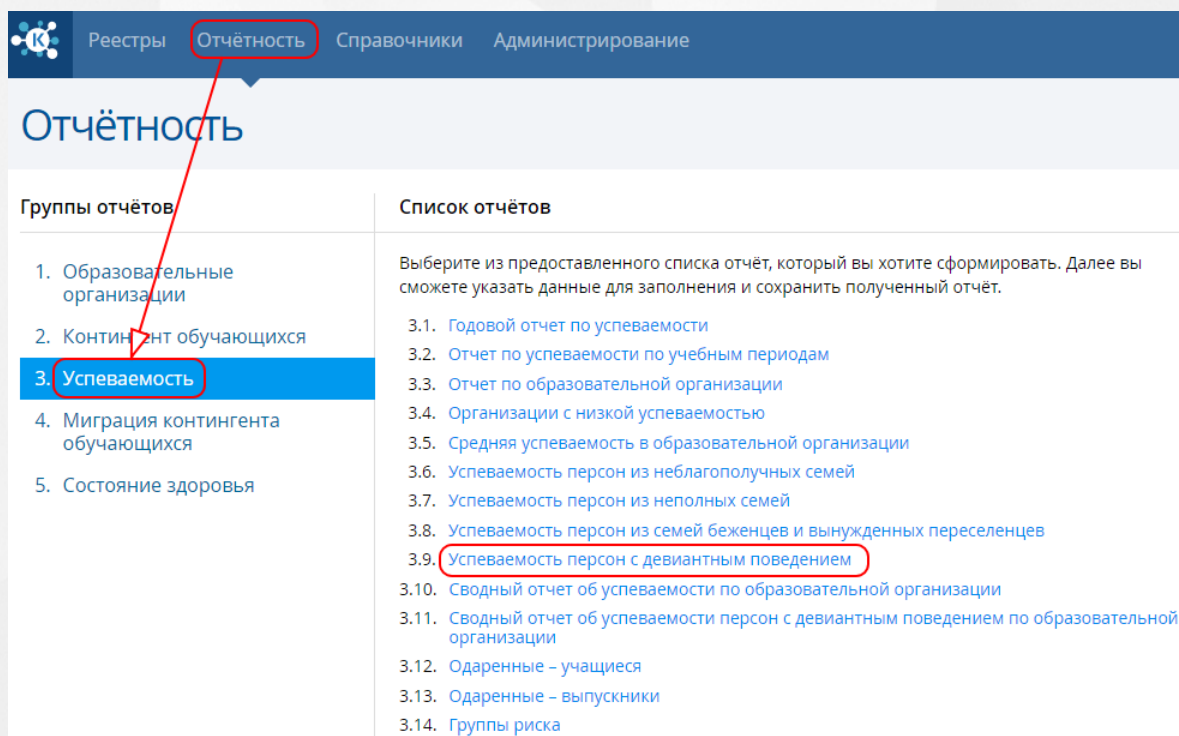 К
Реестры Отчётность Справочники Администрирование
Отчётность
Группы отчётов
1. Образовательные
организации
2. Контингент обучающихся
3. Успеваемость
4. Миграция контингента
обучающихся
5. Состояние здоровья
Список отчётов
Выберите из предоставленного списка отчёт, который вы хотите сформировать. Далее вы
сможете указать данные для заполнения и сохранить полученный отчёт.
3.1. Годовой отчет по успеваемости
3.2. Отчет по успеваемости по учебным периодам
3.3. Отчет по образовательной организации
3.4. Организации с низкой успеваемостью
3.5. Средняя успеваемость в образовательной организации
3.6. Успеваемость персон из неблагополучных семей
3.7. Успеваемость персон из неполных семей
3.8. Успеваемость персон из семей беженцев и вынужденных переселенцев
3.9. Успеваемость персон с девиантным поведением
3.10. Сводный отчет об успеваемости по образовательной организации
3.11. Сводный отчет об успеваемости персон с девиантным поведением по образовательной
организации
3.12. Одаренные – учащиеся
3.13. Одаренные – выпускники
3.14. Группы риска